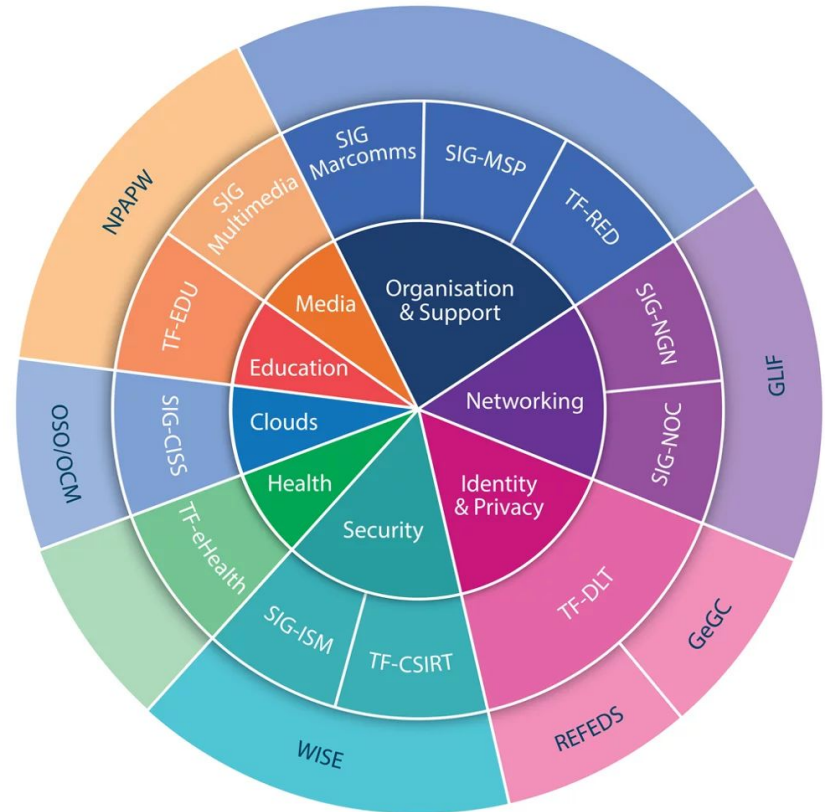 NPAPW
SIG
Marcomms
SIG-MSP
TF-RED
SIG
Multimedia
Media
Organisation
& Support
SIG-NGN
GLIF
TF-EDU
Education
Networking
SIG-NOC
OCM/OSO
SIG-CISS
Clouds
Health
Identity
& Privacy
Security
TF-eHealth
SIG-ISM
TF-CSIRT
TF-DLT
GeGC
REFEDS
WISE